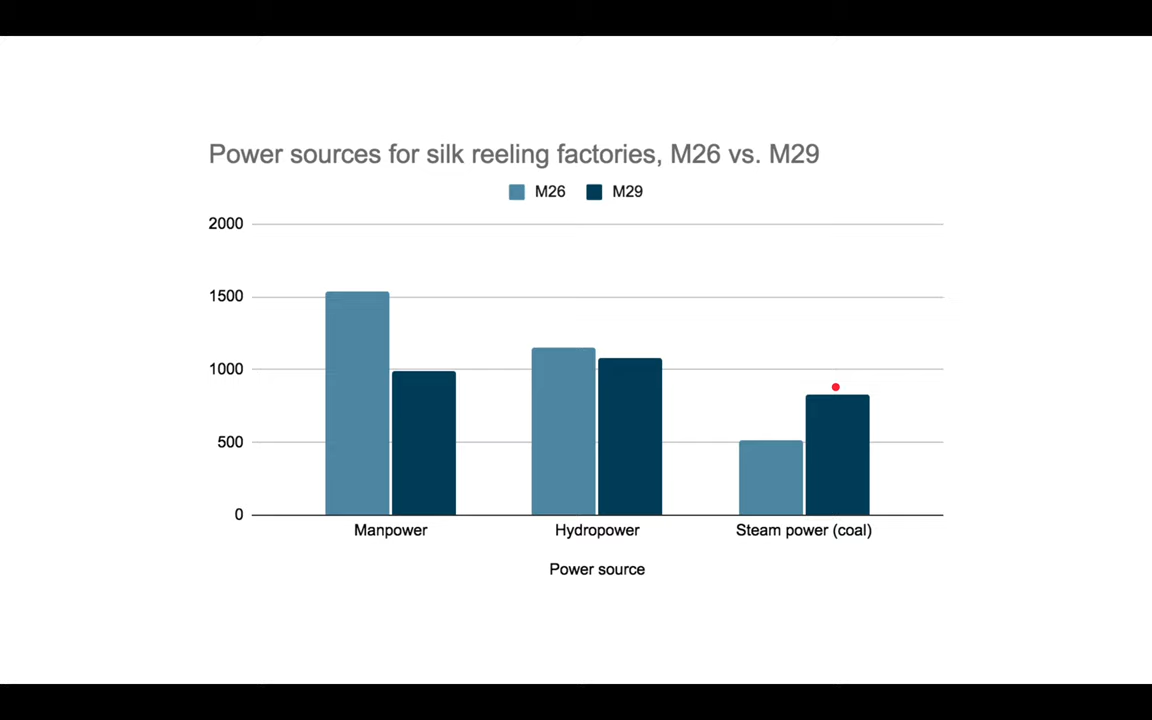 Power sources for silk reeling factories, M26 vs. M29
M26 M29
2000
1500
1000
500
0
Manpower Hydropower Steam power (coal)
Power source